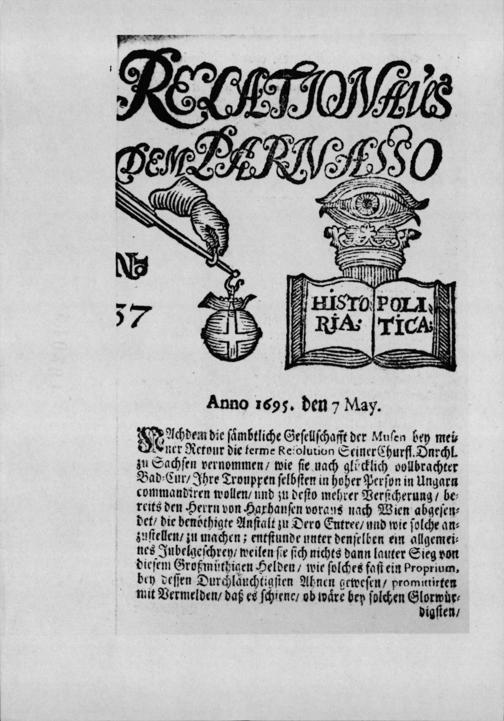 RELATION AUS
DEM PARNASSO
No
57
HISTO POLI
RIA: TICA:
Anno 1695. den 7 May.
NAchdem die sämbtliche Gesellschafft der Musen bey mei-
ner Retour die ferme Resolution Seiner Churfl. Durchl.
zu Sachsen vernommen / wie sie nach glücklich vollbrachter
Bad-Cur / Ihre Trouppen selbsten in hoher Person in Ungarn
commandiren wollen / und zu desto mehrer Versicherung / be-
reits den Herrn von Haxhausen voraus nach Wien abgesen-
det / die benöthigte Anstalt zu Dero Entree / und wie solche an-
zustellen / zu machen; entstunde unter denselben ein allgemei-
nes Jubelgeschrey / weilen sie sich nichts dann lauter Sieg von
diesem Großmüthigen Helden / wie solches fast ein Proprium,
bey dessen Durchläuchtigsten Ahnen gewesen / promittirten
mit Vermelden / daß es schiene / ob wäre bey solchen Glorwür-
digsten /